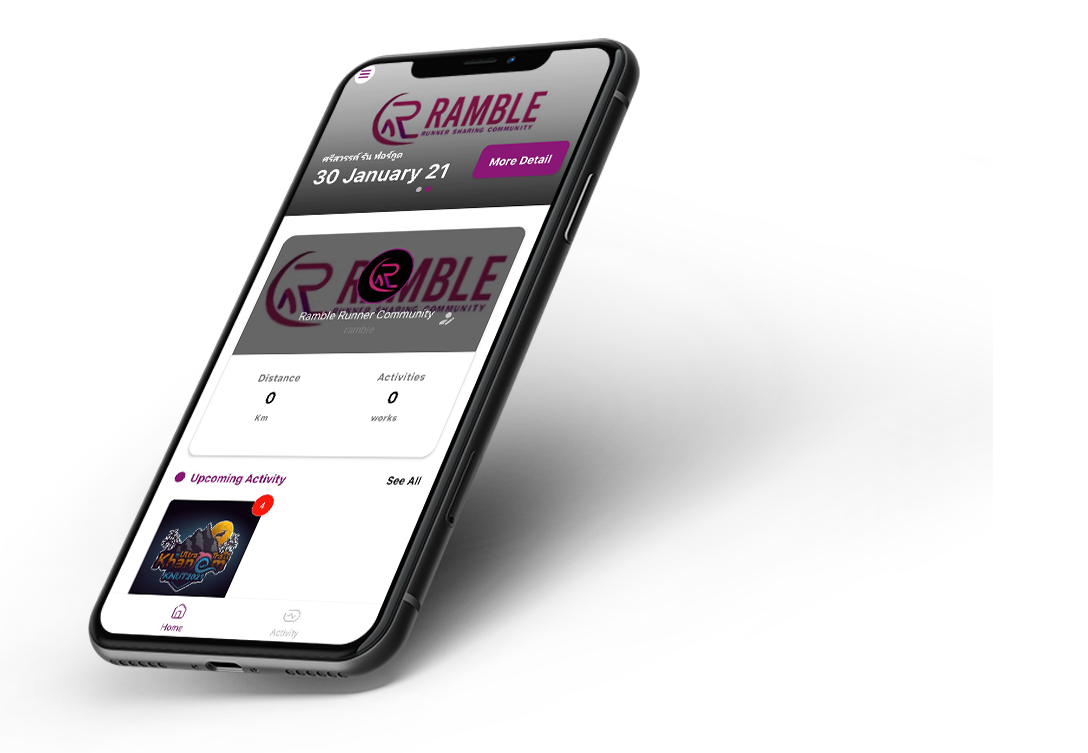 RAMBLE
RUNNER SHARING COMMUNITY
ศรีสวรรค์ รัน ฟอร์กูด
30 January 21
More Detail
RAMBLE
RUNNER SHARING COMMUNITY
Ramble Runner Community
ramble
Distance
Activities
0
0
Km
works
Upcoming Activity
See All
4
Ultra Trail
Khanom
KNUT2021
Home
Activity